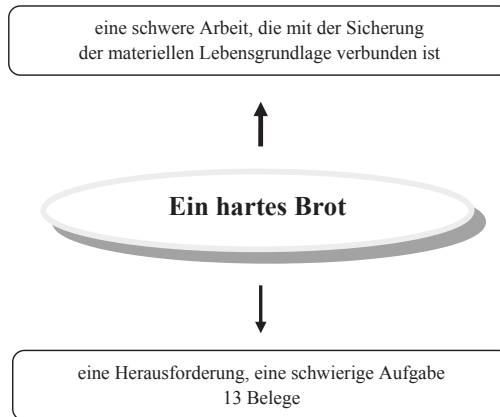 eine schwere Arbeit, die mit der Sicherung
der materiellen Lebensgrundlage verbunden ist
Ein hartes Brot
eine Herausforderung, eine schwierige Aufgabe
13 Belege